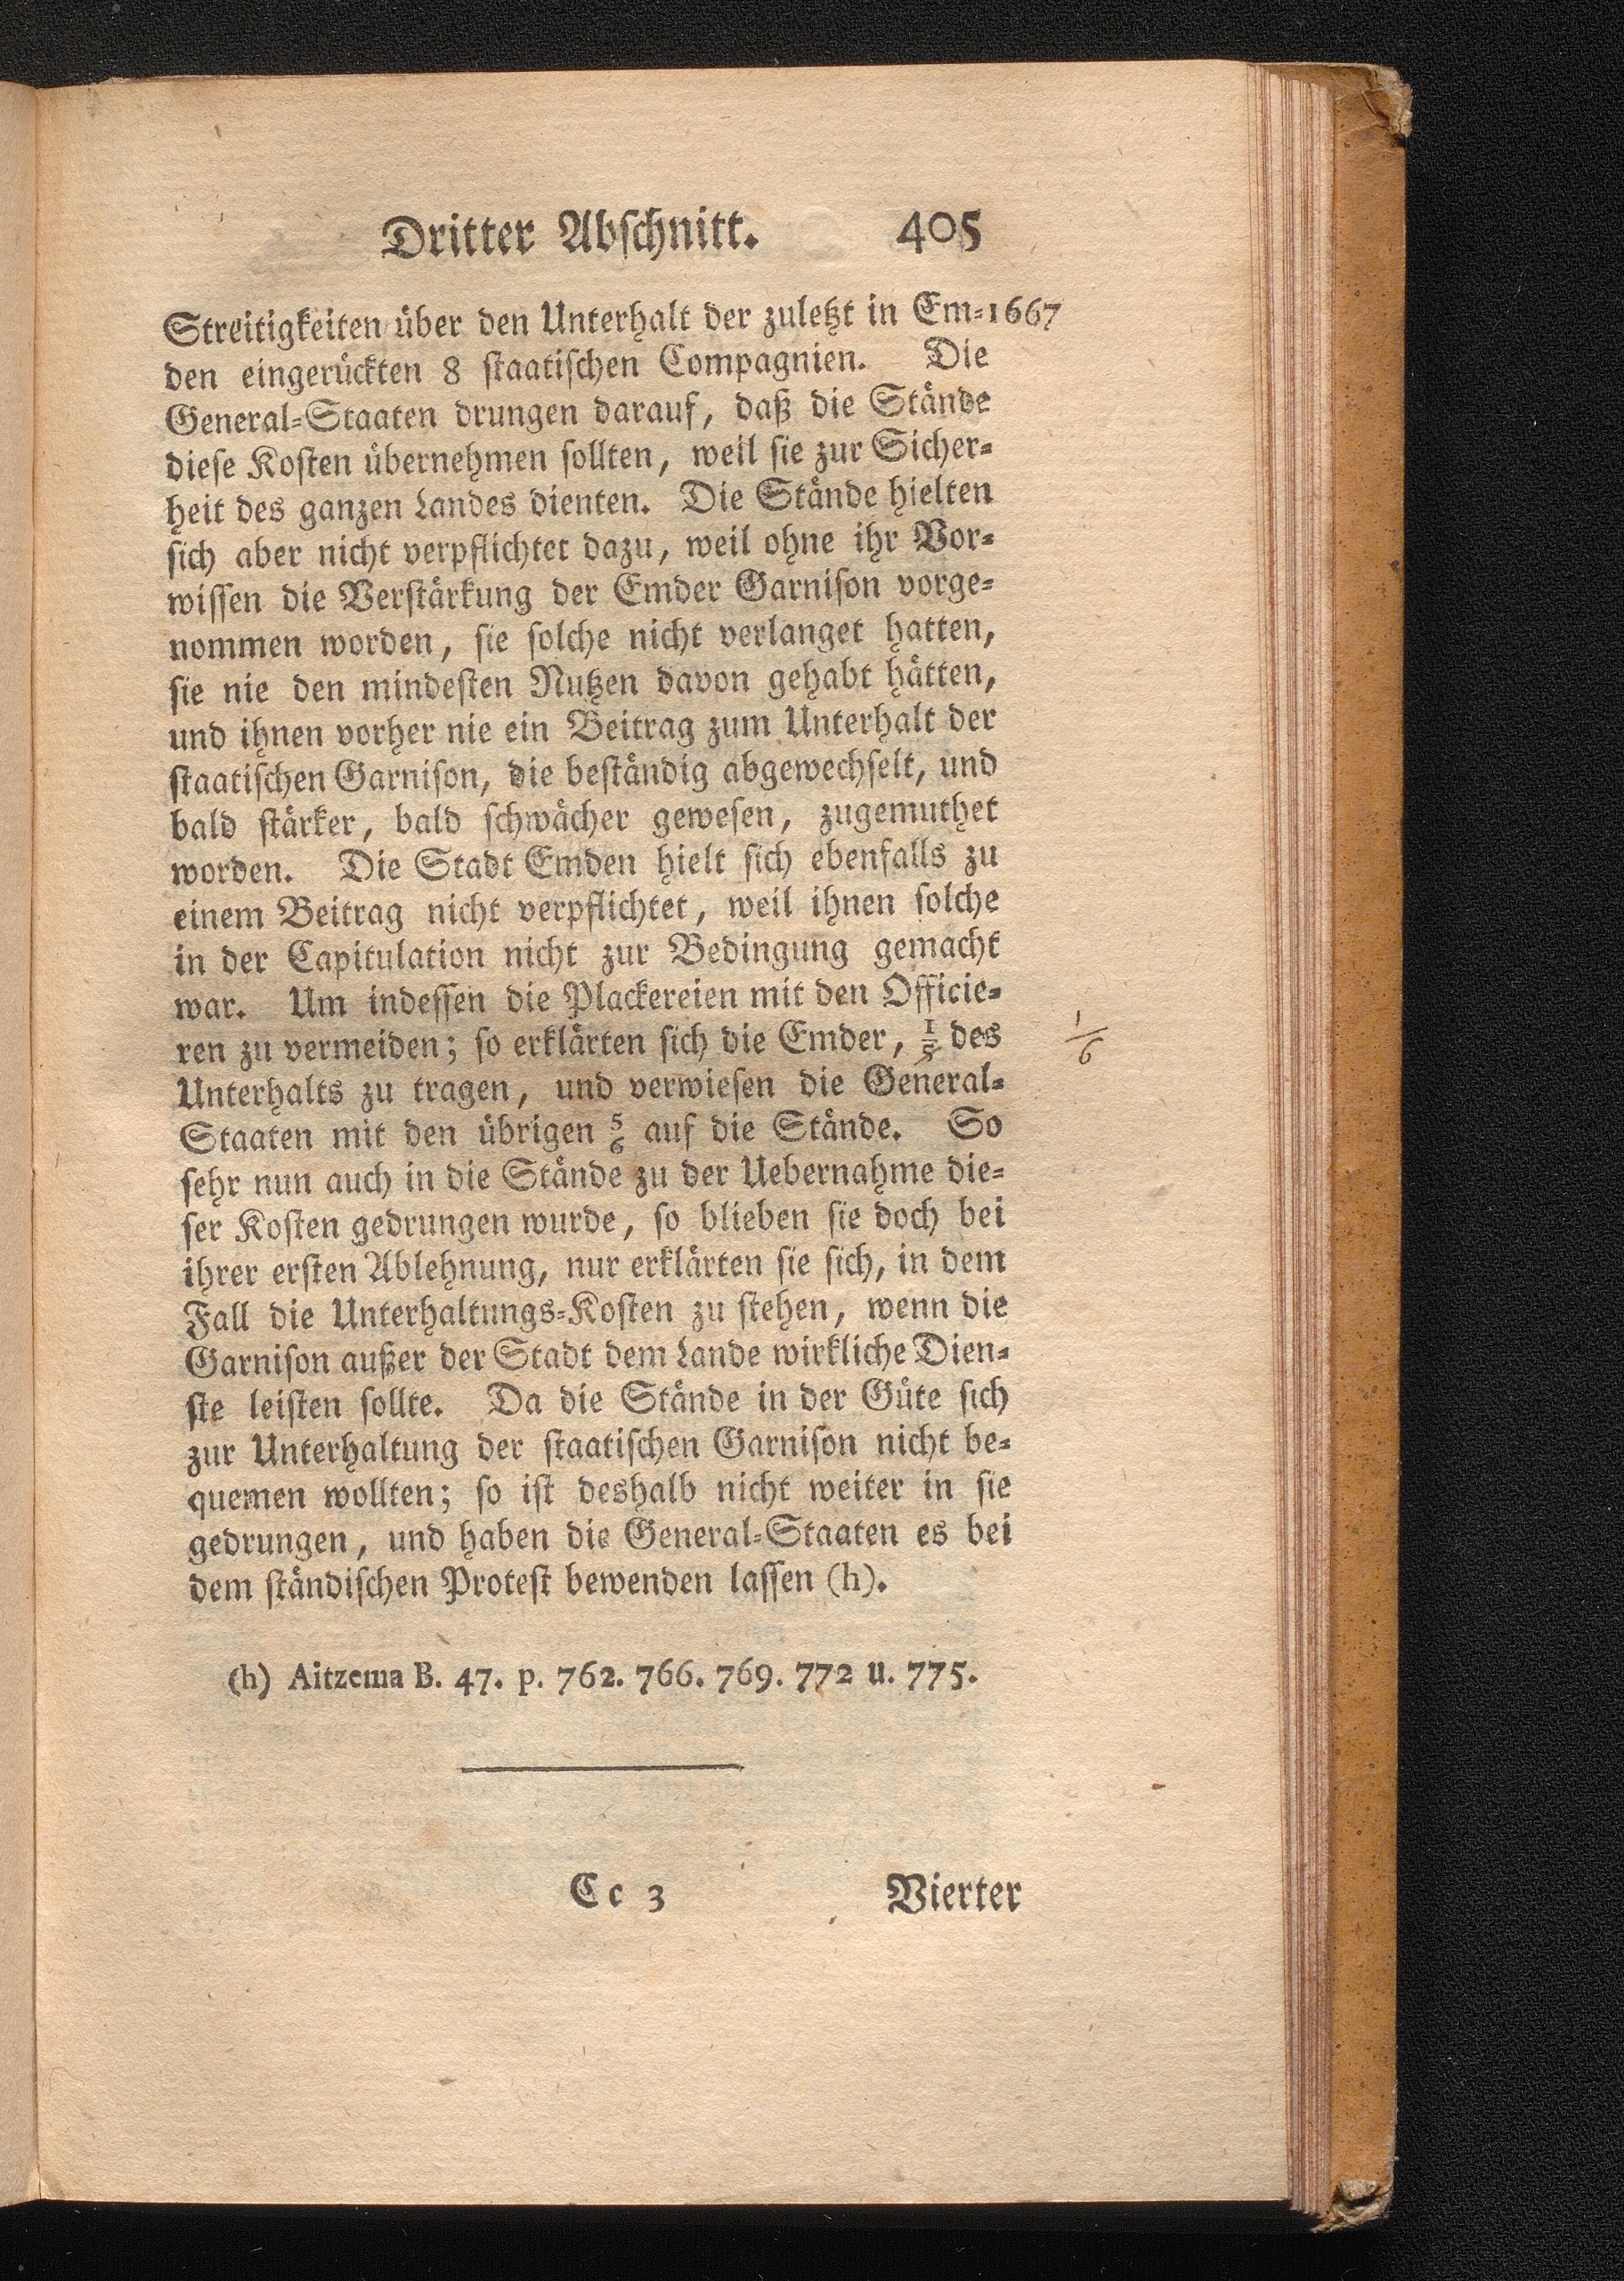 Dritter Abschnitt. 405
Streitigkeiten über den Unterhalt der zuletzt in Em=1667
den eingerückten 8 staatischen Compagnien. Die
General=Staaten drungen darauf, daß die Stände
diese Kosten übernehmen sollten, weil sie zur Sicher=
heit des ganzen Landes dienten. Die Stände hielten
sich aber nicht verpflichtet dazu, weil ohne ihr Vor=
wissen die Verstärkung der Emder Garnison vorge=
nommen worden, sie solche nicht verlanget hatten,
sie nie den mindesten Nutzen davon gehabt hätten,
und ihnen vorher nie ein Beitrag zum Unterhalt der
staatischen Garnison, die beständig abgewechselt, und
bald stärker, bald schwächer gewesen, zugemuthet
worden. Die Stadt Emden hielt sich ebenfalls zu
einem Beitrag nicht verpflichtet, weil ihnen solche
in der Capitulation nicht zur Bedingung gemacht
war. Um indessen die Plackereien mit den Officie=
ren zu vermeiden; so erklärten sich die Emder, 1/5 des
1/6
Unterhalts zu tragen, und verwiesen die General=
Staaten mit den übrigen 5/6 auf die Stände. So
sehr nun auch in die Stände zu der Uebernahme die=
ser Kosten gedrungen wurde, so blieben sie doch bei
ihrer ersten Ablehnung, nur erklärten sie sich, in dem
Fall die Unterhaltungs=Kosten zu stehen, wenn die
Garnison außer der Stadt dem Lande wirkliche Dien=
ste leisten sollte. Da die Stände in der Güte sich
zur Unterhaltung der staatischen Garnison nicht be=
quemen wollten; so ist deshalb nicht weiter in sie
gedrungen, und haben die General=Staaten es bei
dem ständischen Protest bewenden lassen (h).
(h) Aitzema B. 47. p. 762. 766. 769. 772 u. 775.
Cc 3 Vierter